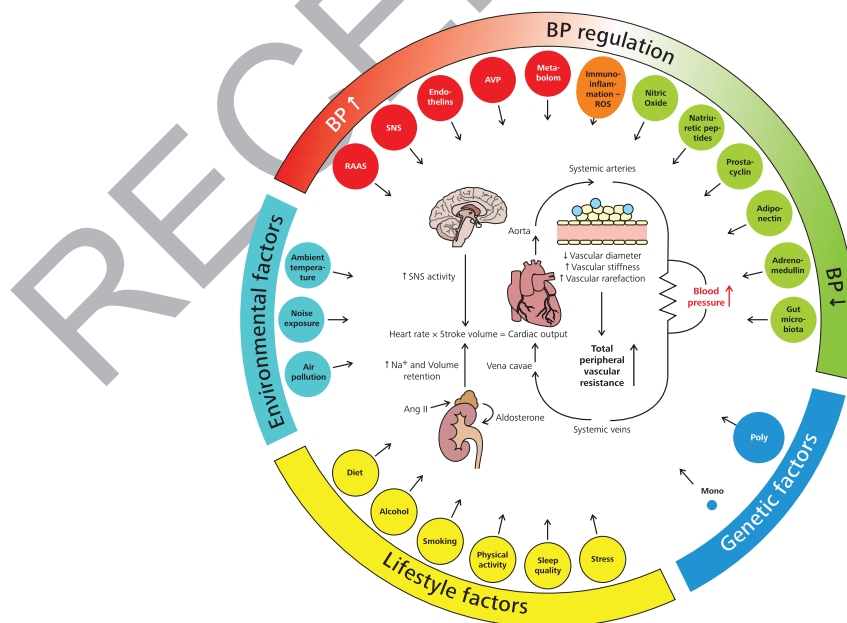 BP regulation
BP ↑
BP ↓
RAAS
SNS
Endo-
thelins
AVP
Meta-
bolom
Immuno-
inflam-
mation –
ROS
Nitric
Oxide
Natriu-
retic pep-
tides
Prosta-
cyclin
Adipo-
nectin
Adreno-
medullin
Gut
micro-
biota
Environmental factors
Ambient
tempera-
ture
Noise
exposure
Air
pollution
Systemic arteries
Aorta
↑ SNS activity
↓ Vascular diameter
↑ Vascular stiffness
↑ Vascular rarefaction
Blood
pressure ↑
Heart rate × Stroke volume = Cardiac output
Total
peripheral
vascular
resistance
↑ Na+ and Volume
retention
Vena cavae
Ang II
Aldosterone
Systemic veins
Genetic factors
Poly
Mono
Lifestyle factors
Diet
Alcohol
Smoking
Physical
activity
Sleep
quality
Stress